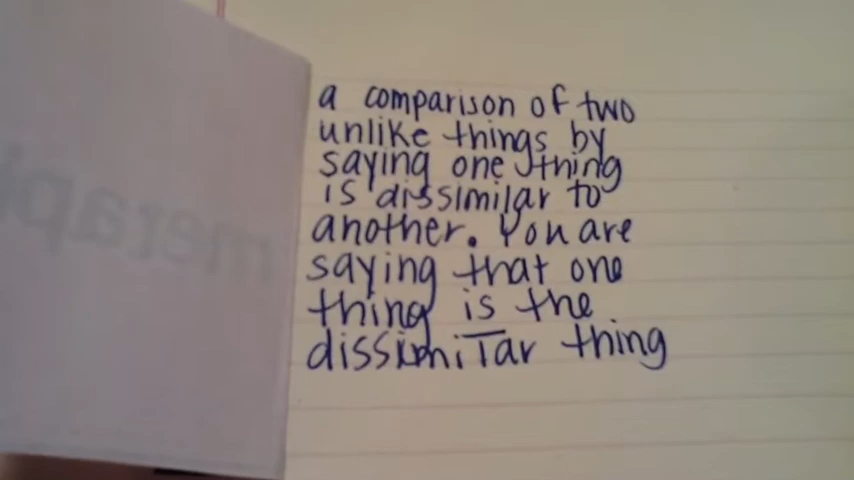 a comparison of two
unlike things by
saying one thing
is dissimilar to
another. You are
saying that one
thing is the
dissimilar thing